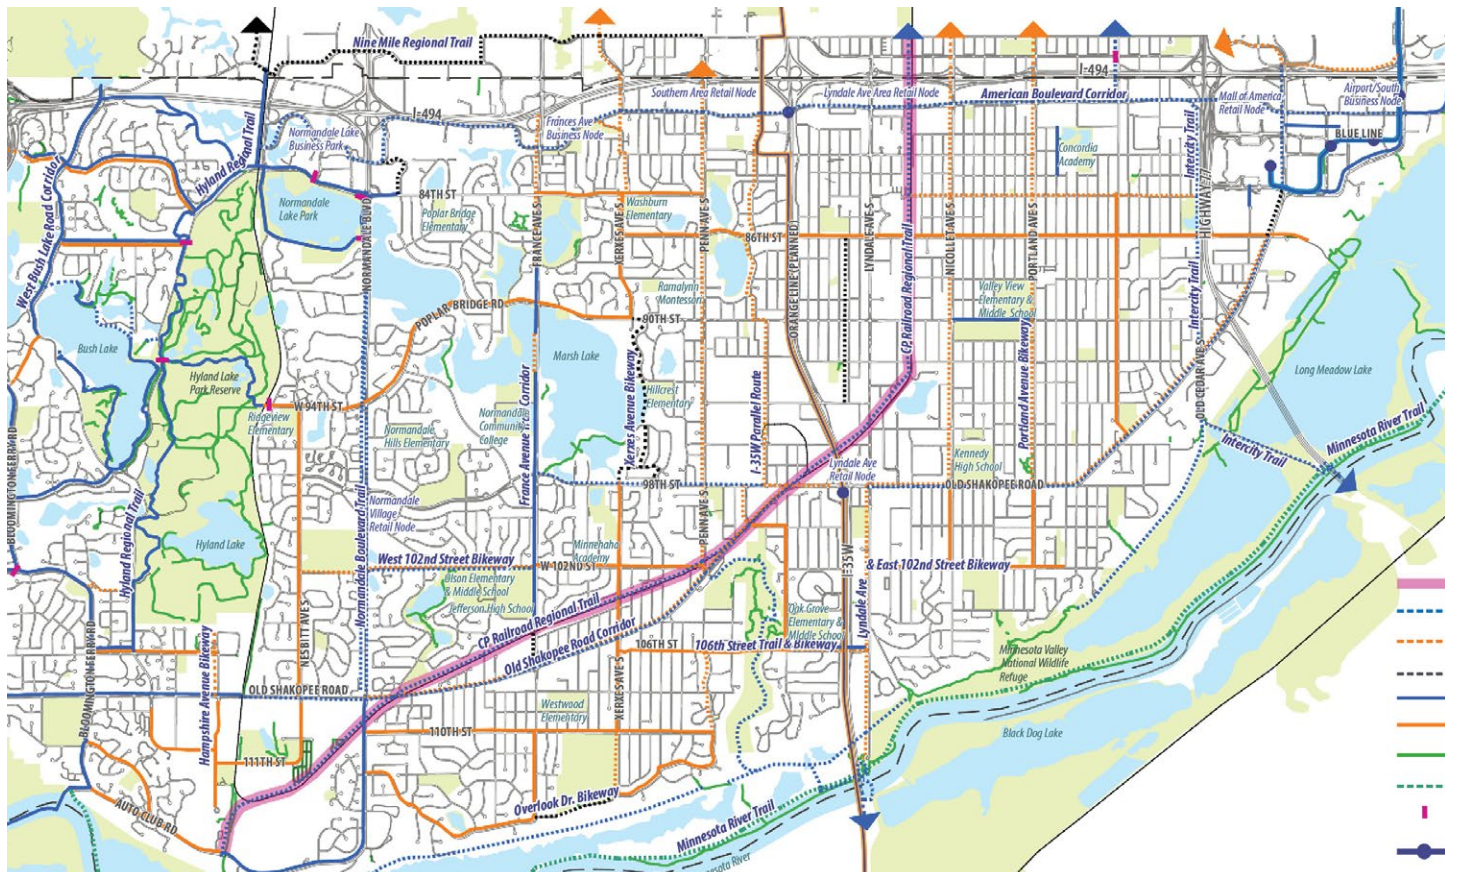 Nine Mile Regional Trail
I-494
Southern Area Retail Node
Lyndale Ave Area Retail Node
American Boulevard Corridor
Mall of America
Retail Node
Airport/South
Business Node
I-494
Frances Ave
Business Node
Normandale Lake
Business Park
Hyland Regional Trail
Intercity Trail
BLUE LINE
Concordia
Academy
West Bush Lake Road Corridor
Normandale
Lake Park
84TH ST
Poplar Bridge
Elementary
Washburn
Elementary
NORMANDALE BLVD
FRANCE AVE S
XERXES AVE S
PENN AVE S
86TH ST
ORANGE LINE (PLANNED)
LYNDALE AVE S
CP Railroad Regional Trail
NICOLLET AVE S
PORTLAND AVE S
HIGHWAY 77
Intercity trail
Ramalynn
Montessori
Valley View
Elementary &
Middle School
POPLAR BRIDGE RD
90TH ST
Bush Lake
Marsh Lake
Hyland Lake
Park Reserve
Long Meadow Lake
Xerxes Avenue Bikeway
Hillcrest
Elementary
I-35W Parallel Route
Portland Avenue Bikeway
OLD CEDAR AVE S
W 94TH ST
Ridgeview
Elementary
Normandale
Hills Elementary
Normandale
Community
College
France Avenue Trail Corridor
Kennedy
High School
Intercity Trail
Minnesota River Trail
BLOOMINGTON FERRY RD
Lyndale Ave
Retail Node
98TH ST
OLD SHAKOPEE ROAD
Hyland Regional Trail
Normandale
Village
Retail Node
Normandale Boulevard Trail
Hyland Lake
PENN AVE S
Minnehaha
Academy
West 102nd Street Bikeway
W 102ND ST
I-35W
& East 102nd Street Bikeway
Olson Elementary
& Middle School
Jefferson High School
CP Railroad Regional Trail
Old Shakopee Road Corridor
Oak Grove
Elementary &
Middle School
Lyndale Ave
BLOOMINGTON FERRY RD
Hampshire Avenue Bikeway
NESBITT AVE S
106TH ST
106th Street Trail & Bikeway
Minnesota Valley
National Wildlife
Refuge
OLD SHAKOPEE ROAD
XERXES AVE S
Westwood
Elementary
110TH ST
Black Dog Lake
111TH ST
AUTO CLUB RD
Overlook Dr. Bikeway
Minnesota River Trail